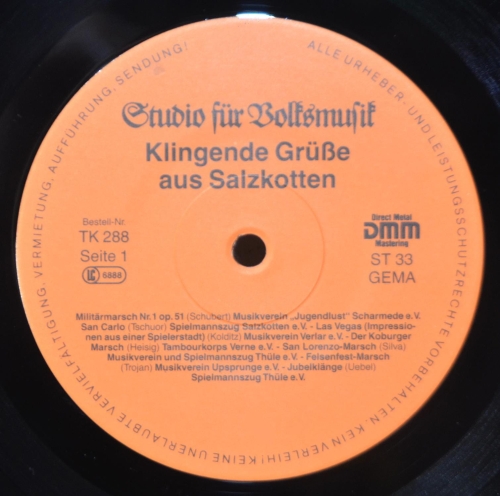 ALLE URHEBER- UND LEISTUNGSSCHUTZRECHTE VORBEHALTEN. KEIN VERLEIH! KEINE UNERLAUBTE VERVIELFÄLTIGUNG, VERMIETUNG, AUFFÜHRUNG, SENDUNG!
Studio für Volksmusik
Klingende Grüße
aus Salzkotten
Bestell-Nr.
TK 288
Seite 1
LC 6888
Direct Metal
DMM
Mastering
ST 33
GEMA
Militärmarsch Nr.1 op. 51 (Schubert) Musikverein „Jugendlust" Scharmede e.V.
San Carlo (Tschuor) Spielmannszug Salzkotten e.V. - Las Vegas (Impressio-
nen aus einer Spielerstadt) (Kolditz) Musikverein Verlar e.V. - Der Koburger
Marsch (Heisig) Tambourkorps Verne e.V. - San Lorenzo-Marsch (Silva)
Musikverein und Spielmannszug Thüle e.V. - Felsenfest-Marsch
(Trojan) Musikverein Upsprunge e.V. - Jubelklänge (Uebel)
Spielmannszug Thüle e.V.